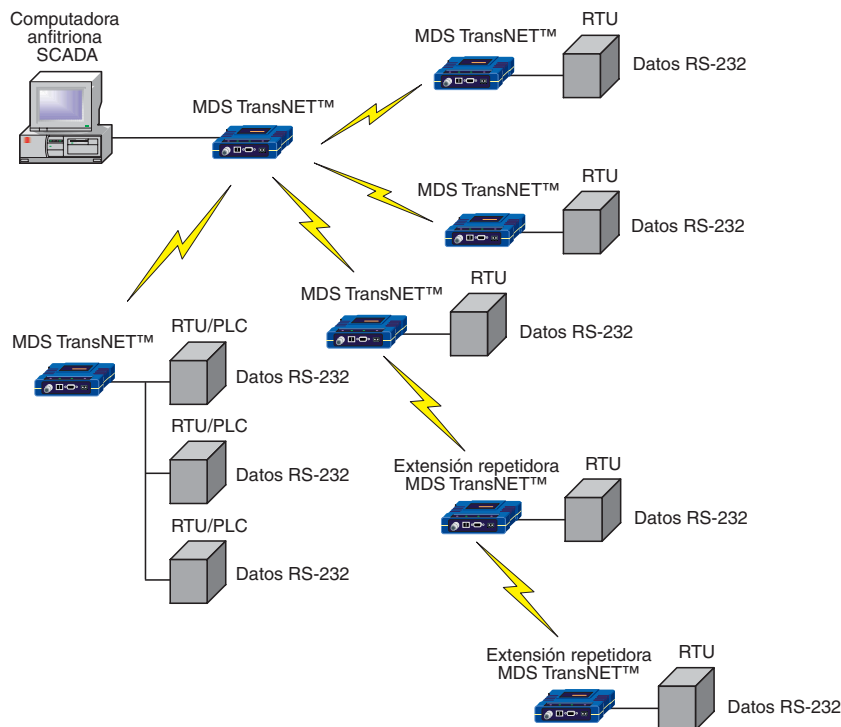 Computadora
anfitriona
SCADA
MDS TransNET™
MDS TransNET™
RTU
Datos RS-232
MDS TransNET™
RTU
Datos RS-232
MDS TransNET™
RTU
Datos RS-232
MDS TransNET™
RTU/PLC
Datos RS-232
RTU/PLC
Datos RS-232
RTU/PLC
Datos RS-232
Extensión repetidora
MDS TransNET™
RTU
Datos RS-232
Extensión repetidora
MDS TransNET™
RTU
Datos RS-232